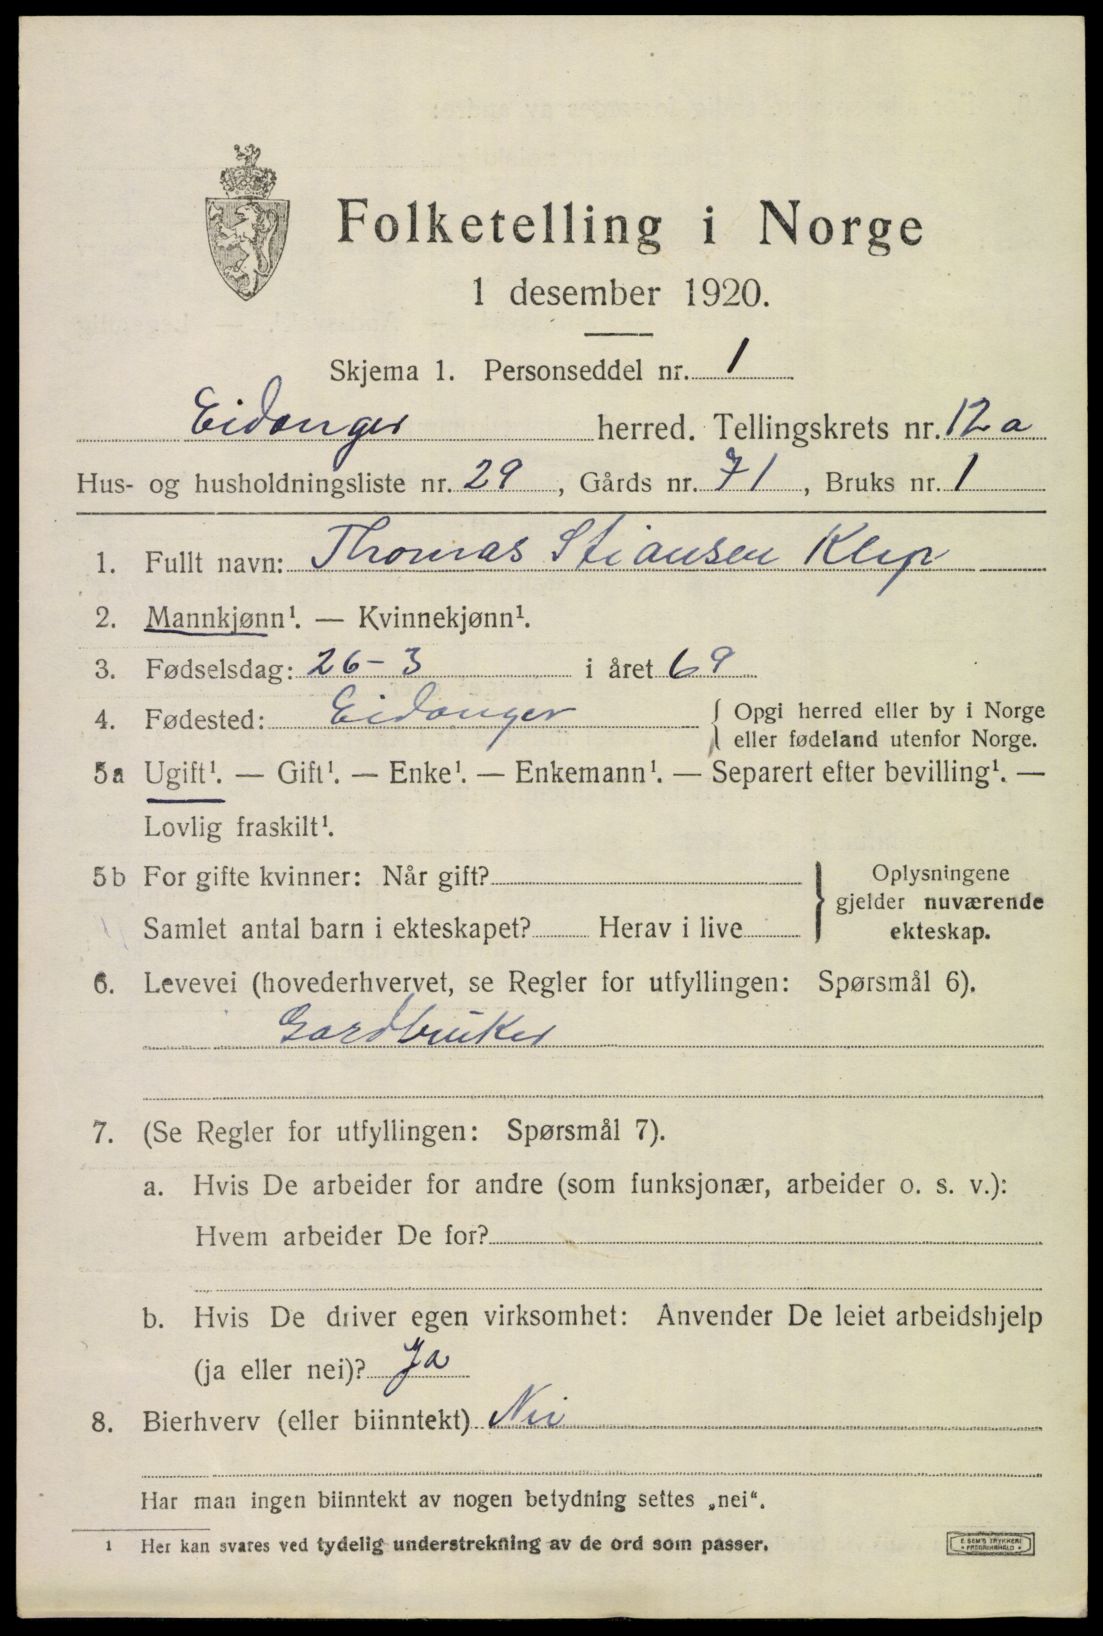 Folketelling i Norge
1 desember 1920.
Skjema 1. Personseddel nr. 1
Eidanger herred. Tellingskrets nr. 12 a
Hus- og husholdningsliste nr. 29, Gårds nr. 71, Bruks nr. 1
1. Fullt navn: Thomas Stiansen Klep
2. Mannkjønn¹. — Kvinnekjønn¹.
3. Fødselsdag: 26-3 i året 69
4. Fødested: Eidanger { Opgi herred eller by i Norge
eller fødeland utenfor Norge.
5a Ugift¹. — Gift¹. — Enke¹. — Enkemann¹. — Separert efter bevilling¹. —
Lovlig fraskilt¹.
5b For gifte kvinner: Når gift? } Oplysningene
gjelder nuværende
Samlet antal barn i ekteskapet? Herav i live
ekteskap.
6. Levevei (hovederhvervet, se Regler for utfyllingen: Spørsmål 6).
Gardbruker
7. (Se Regler for utfyllingen: Spørsmål 7).
a. Hvis De arbeider for andre (som funksjonær, arbeider o. s. v.):
Hvem arbeider De for?
b. Hvis De driver egen virksomhet: Anvender De leiet arbeidshjelp
(ja eller nei)? Ja
8. Bierhverv (eller biinntekt) Nei
Har man ingen biinntekt av nogen betydning settes „nei“.
1 Her kan svares ved tydelig understrekning av de ord som passer.
E. SEM'S TRYKKERI
FREDRIKSHALD